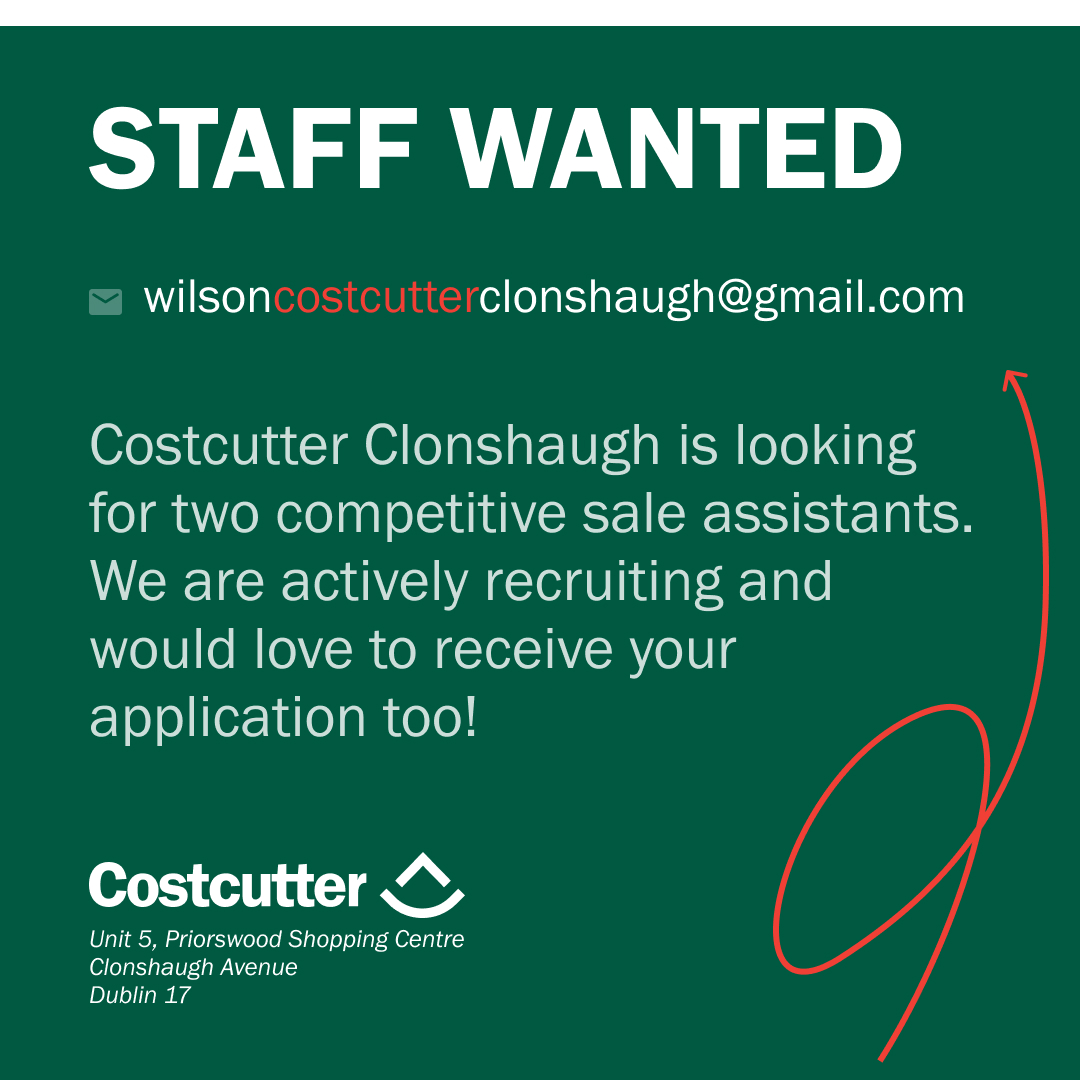 STAFF WANTED
wilsoncostcutterclonshaugh@gmail.com
Costcutter Clonshaugh is looking
for two competitive sale assistants.
We are actively recruiting and
would love to receive your
application too!
Costcutter
Unit 5, Priorswood Shopping Centre
Clonshaugh Avenue
Dublin 17